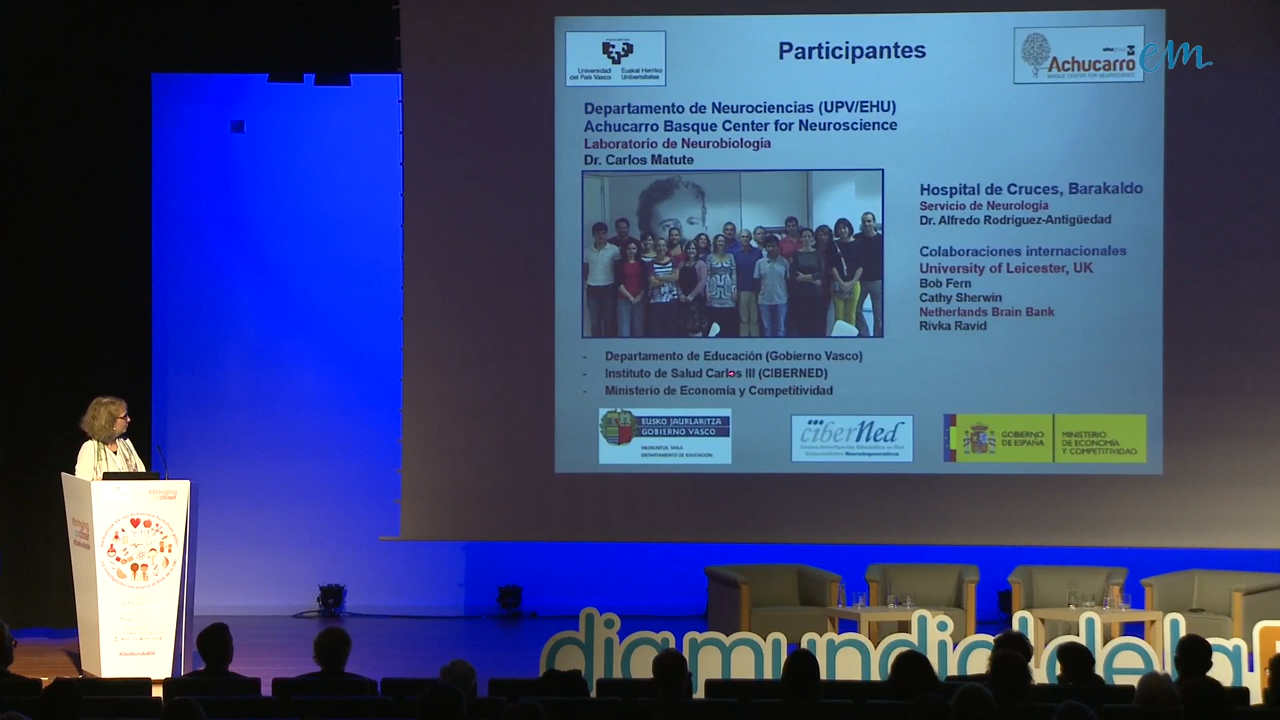 Participantes
Universidad del País Vasco
Euskal Herriko Unibertsitatea
Achucarro
BASQUE CENTER FOR NEUROSCIENCE
em
Departamento de Neurociencias (UPV/EHU)
Achucarro Basque Center for Neuroscience
Laboratorio de Neurobiología
Dr. Carlos Matute
Hospital de Cruces, Barakaldo
Servicio de Neurología
Dr. Alfredo Rodriguez-Antigüedad
Colaboraciones internacionales
University of Leicester, UK
Bob Fern
Cathy Sherwin
Netherlands Brain Bank
Rivka Ravid
- Departamento de Educación (Gobierno Vasco)
- Instituto de Salud Carlos III (CIBERNED)
- Ministerio de Economía y Competitividad
EUSKO JAURLARITZA
GOBIERNO VASCO
HEZKUNTZA SAILA
DEPARTAMENTO DE EDUCACIÓN
ciberNed
GOBIERNO
DE ESPAÑA
MINISTERIO
DE ECONOMÍA
Y COMPETITIVIDAD
diamundialdela